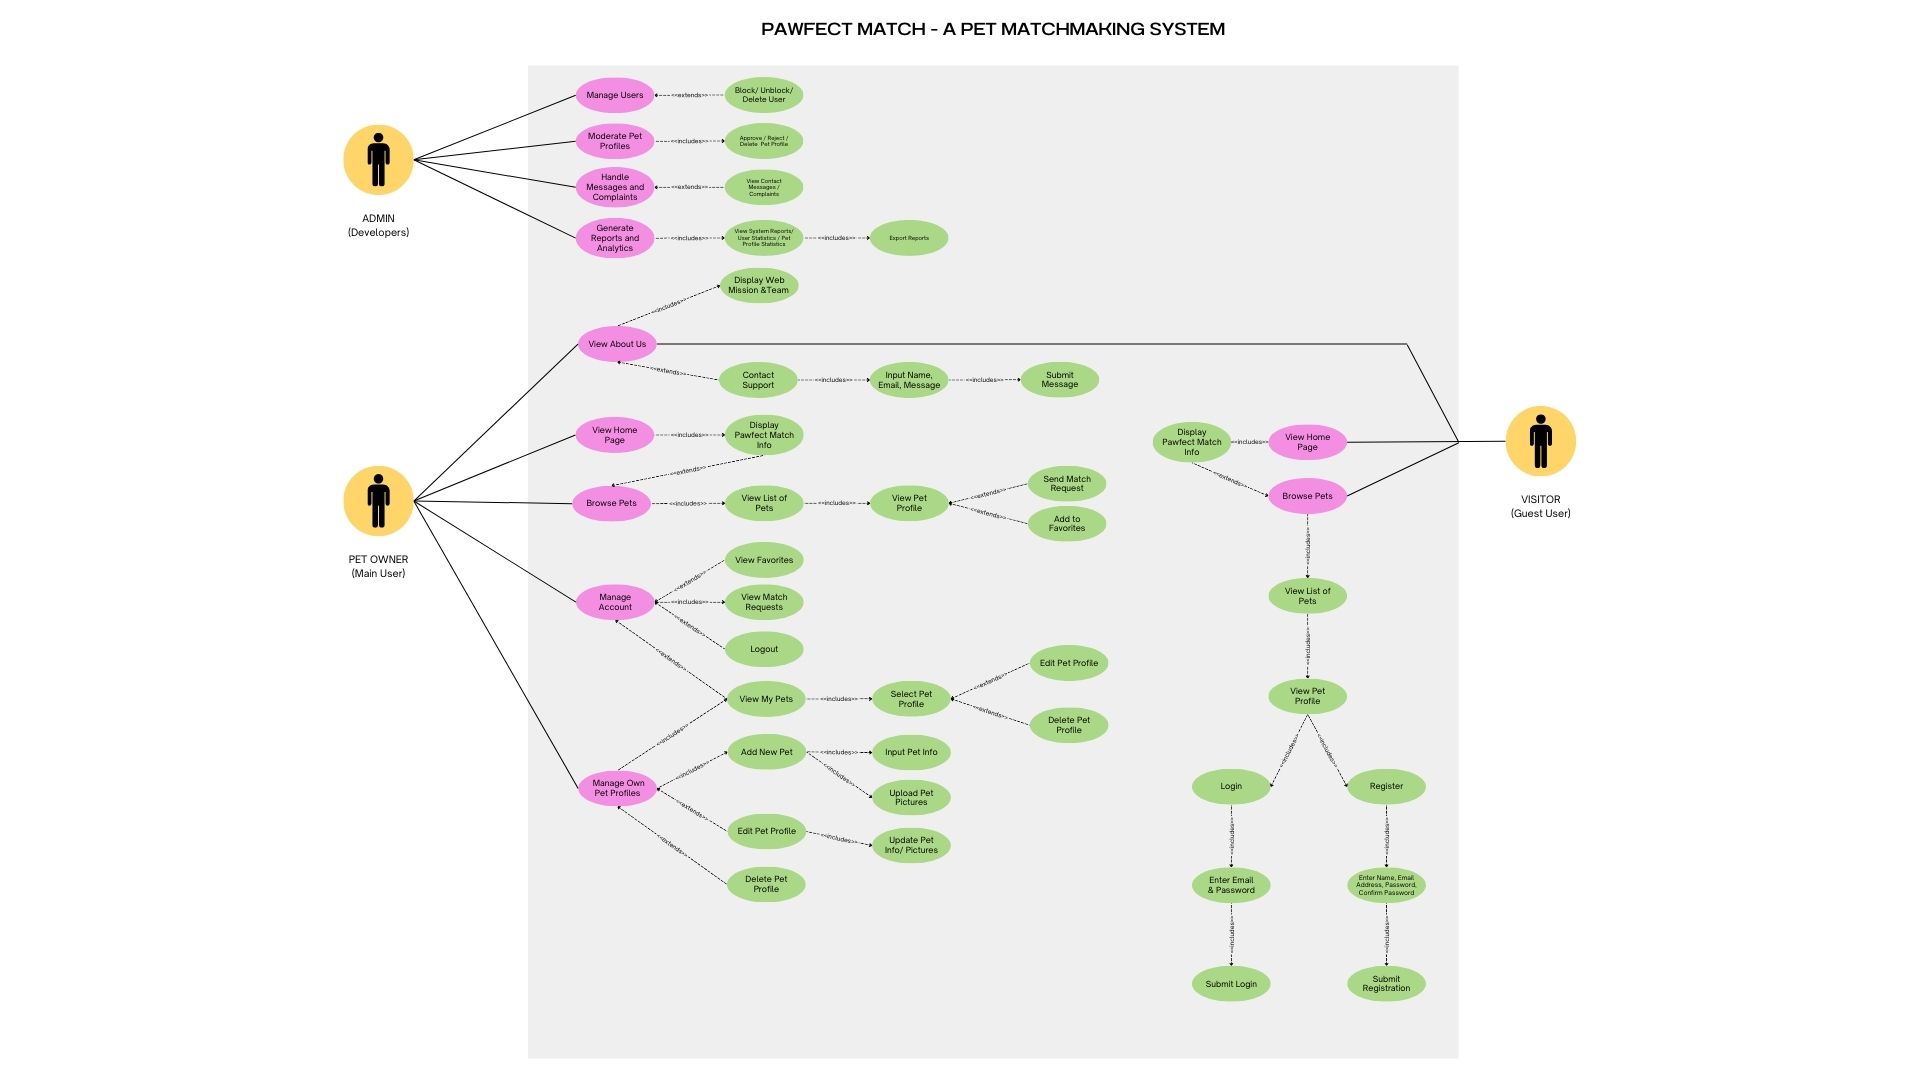 PAWFECT MATCH - A PET MATCHMAKING SYSTEM
ADMIN
(Developers)
Manage Users
<<extends>>
Block/ Unblock/
Delete User
Moderate Pet
Profiles
<<includes>>
Approve / Reject /
Delete Pet Profile
Handle
Messages and
Complaints
<<extends>>
View Contact
Messages /
Complaints
Generate
Reports and
Analytics
<<includes>>
View System Reports/
User Statistics / Pet
Profile Statistics
<<includes>>
Export Reports
Display Web
Mission &Team
<<includes>>
View About Us
<<extends>>
Contact
Support
<<includes>>
Input Name,
Email, Message
<<includes>>
Submit
Message
PET OWNER
(Main User)
View Home
Page
<<includes>>
Display
Pawfect Match
Info
<<extends>>
Browse Pets
<<includes>>
View List of
Pets
<<includes>>
View Pet
Profile
<<extends>>
Send Match
Request
<<extends>>
Add to
Favorites
Manage
Account
<<extends>>
View Favorites
<<includes>>
View Match
Requests
<<extends>>
Logout
<<extends>>
View My Pets
<<includes>>
Select Pet
Profile
<<extends>>
Edit Pet Profile
<<extends>>
Delete Pet
Profile
<<includes>>
Manage Own
Pet Profiles
<<includes>>
Add New Pet
<<includes>>
Input Pet Info
<<includes>>
Upload Pet
Pictures
<<extends>>
Edit Pet Profile
<<includes>>
Update Pet
Info/ Pictures
<<extends>>
Delete Pet
Profile
VISITOR
(Guest User)
Display
Pawfect Match
Info
<<includes>>
View Home
Page
<<extends>>
Browse Pets
<<includes>>
View List of
Pets
<<includes>>
View Pet
Profile
<<includes>>
<<includes>>
Login
Register
<<includes>>
<<includes>>
Enter Email
& Password
Enter Name, Email
Address, Password,
Confirm Password
<<includes>>
<<includes>>
Submit Login
Submit
Registration